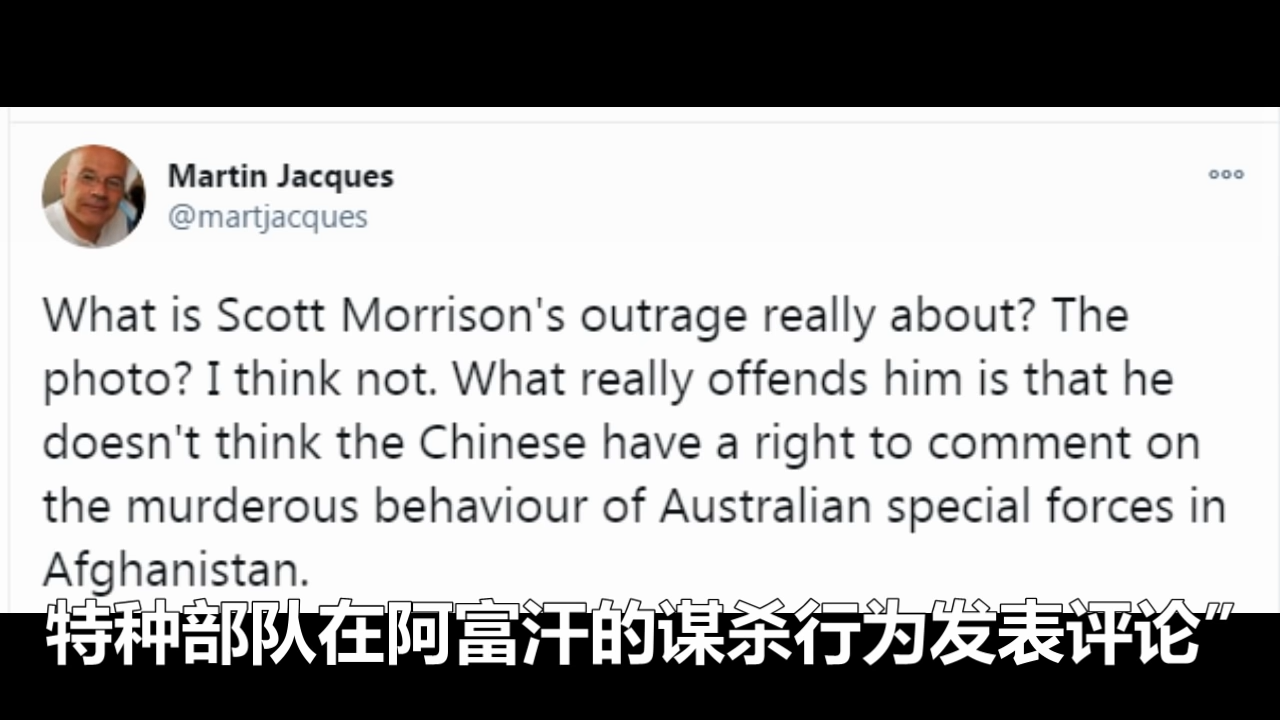 Martin Jacques
@martjacques
What is Scott Morrison's outrage really about? The
photo? I think not. What really offends him is that he
doesn't think the Chinese have a right to comment on
the murderous behaviour of Australian special forces in
Afghanistan.
特种部队在阿富汗的谋杀行为发表评论”